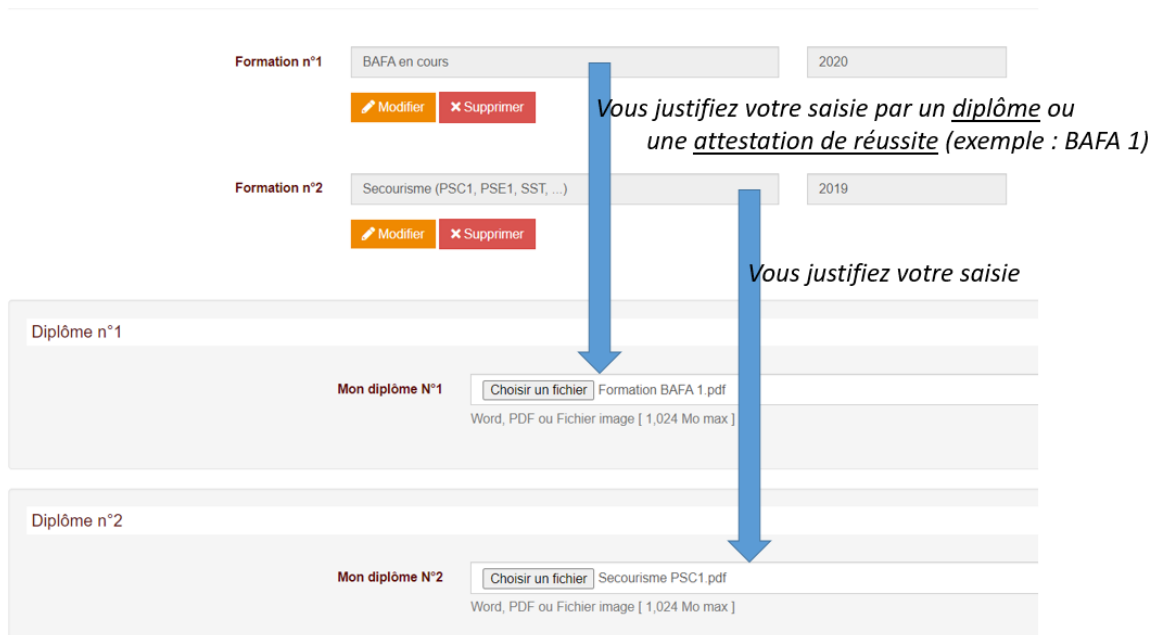 Formation n°1 BAFA en cours 2020
Modifier Supprimer
Vous justifiez votre saisie par un diplôme ou
une attestation de réussite (exemple : BAFA 1)
Formation n°2 Secourisme (PSC1, PSE1, SST, ...) 2019
Modifier Supprimer
Vous justifiez votre saisie
Diplôme n°1
Mon diplôme N°1 Choisir un fichier Formation BAFA 1.pdf
Word, PDF ou Fichier image [ 1,024 Mo max ]
Diplôme n°2
Mon diplôme N°2 Choisir un fichier Secourisme PSC1.pdf
Word, PDF ou Fichier image [ 1,024 Mo max ]